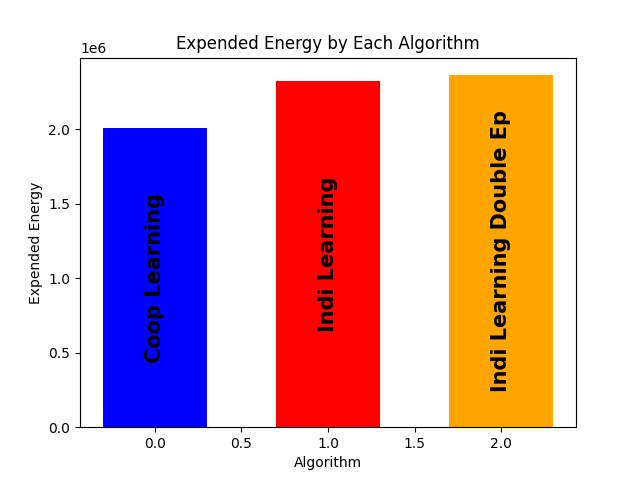 Expended Energy by Each Algorithm
1e6
2.0
1.5
1.0
0.5
0.0
Expended Energy
Coop Learning
Indi Learning
Indi Learning Double Ep
0.0 0.5 1.0 1.5 2.0
Algorithm